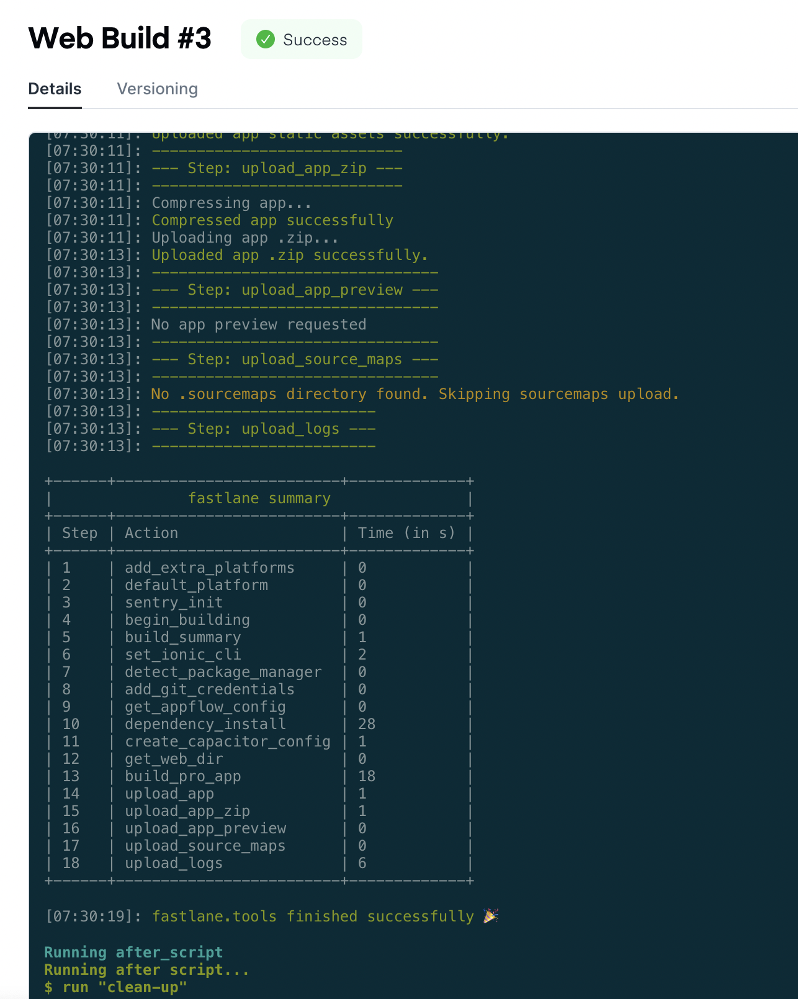 Web Build #3
Success
Details Versioning
[07:30:11]: Uploaded app static assets successfully.
[07:30:11]: ----------------------------
[07:30:11]: --- Step: upload_app_zip ---
[07:30:11]: ----------------------------
[07:30:11]: Compressing app...
[07:30:11]: Compressed app successfully
[07:30:11]: Uploading app .zip...
[07:30:13]: Uploaded app .zip successfully.
[07:30:13]: --------------------------------
[07:30:13]: --- Step: upload_app_preview ---
[07:30:13]: --------------------------------
[07:30:13]: No app preview requested
[07:30:13]: --------------------------------
[07:30:13]: --- Step: upload_source_maps ---
[07:30:13]: --------------------------------
[07:30:13]: No .sourcemaps directory found. Skipping sourcemaps upload.
[07:30:13]: -------------------------
[07:30:13]: --- Step: upload_logs ---
[07:30:13]: -------------------------
+------+-------------------------+-------------+
|               fastlane summary               |
+------+-------------------------+-------------+
| Step | Action                  | Time (in s) |
+------+-------------------------+-------------+
| 1    | add_extra_platforms     | 0           |
| 2    | default_platform        | 0           |
| 3    | sentry_init             | 0           |
| 4    | begin_building          | 0           |
| 5    | build_summary           | 1           |
| 6    | set_ionic_cli           | 2           |
| 7    | detect_package_manager  | 0           |
| 8    | add_git_credentials     | 0           |
| 9    | get_appflow_config      | 0           |
| 10   | dependency_install      | 28          |
| 11   | create_capacitor_config | 1           |
| 12   | get_web_dir             | 0           |
| 13   | build_pro_app           | 18          |
| 14   | upload_app              | 1           |
| 15   | upload_app_zip          | 1           |
| 16   | upload_app_preview      | 0           |
| 17   | upload_source_maps      | 0           |
| 18   | upload_logs             | 6           |
+------+-------------------------+-------------+
[07:30:19]: fastlane.tools finished successfully 🎉
Running after_script
Running after script...
$ run "clean-up"